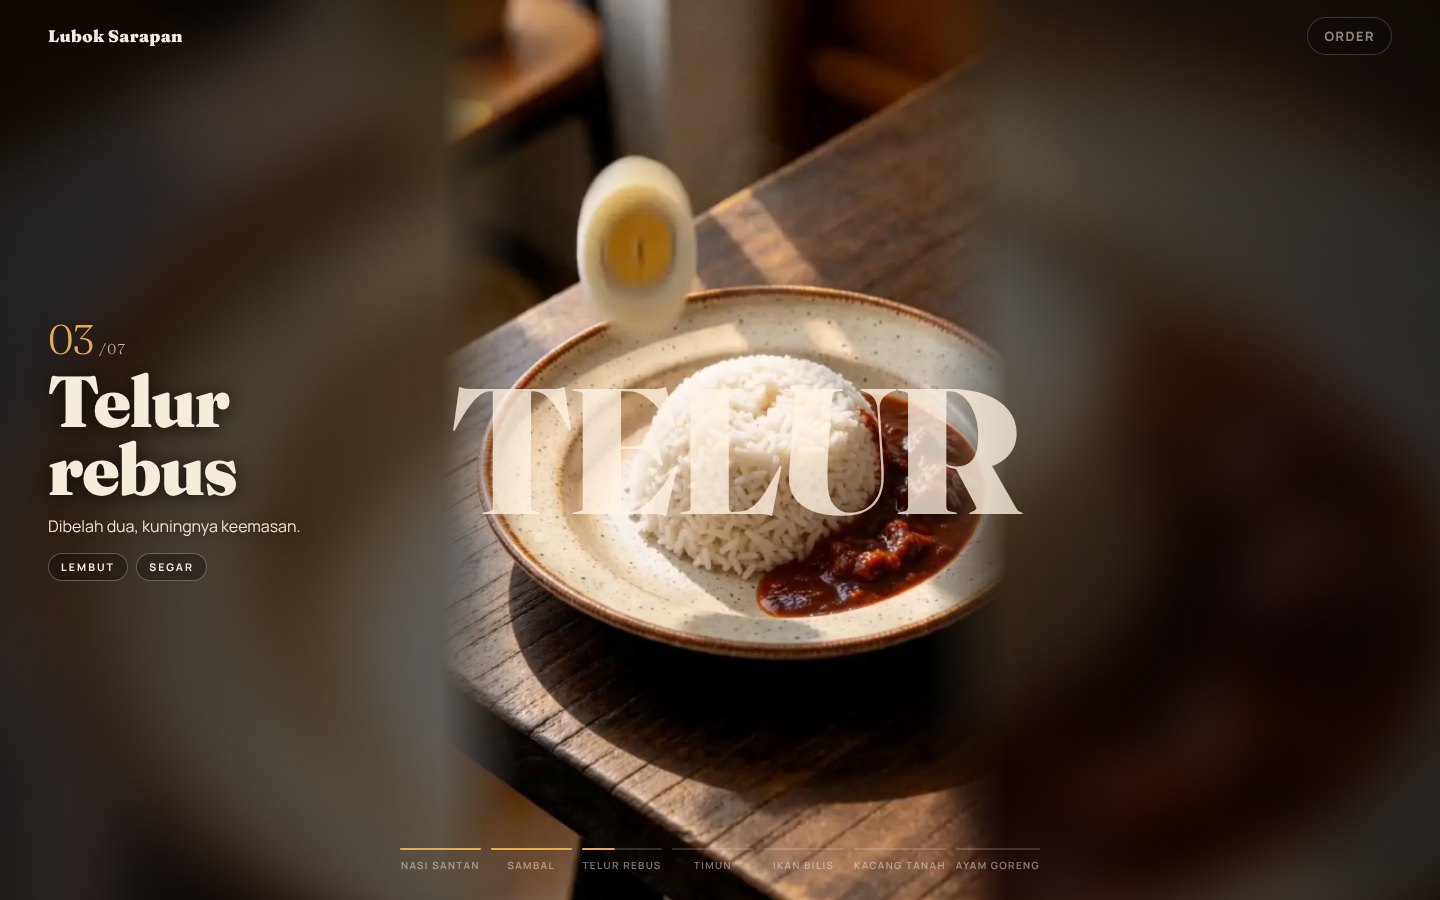 Lubok Sarapan
ORDER
03 /07
Telur
rebus
Dibelah dua, kuningnya keemasan.
LEMBUT
SEGAR
TELUR
NASI SANTAN
SAMBAL
TELUR REBUS
TIMUN
IKAN BILIS
KACANG TANAH
AYAM GORENG